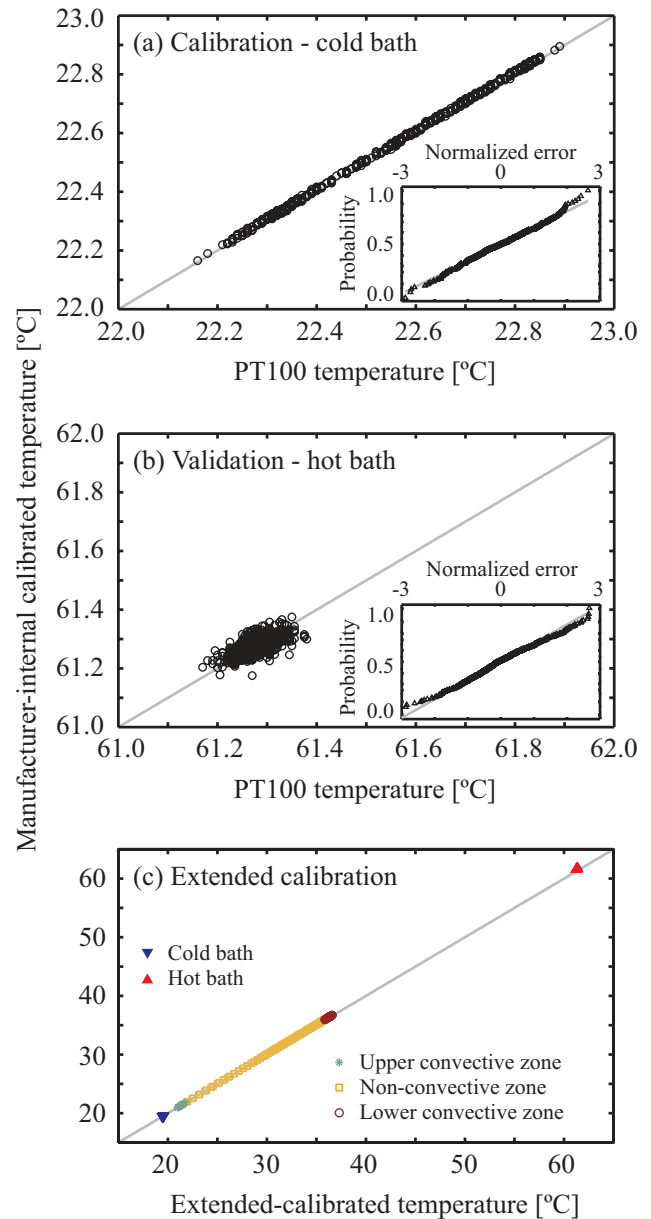 Manufacturer-internal calibrated temperature [ºC]
(a) Calibration - cold bath
23.0
22.8
22.6
22.4
22.2
22.0
22.0 22.2 22.4 22.6 22.8 23.0
PT100 temperature [ºC]
Normalized error
-3 0 3
Probability
1.0
0.5
0.0
(b) Validation - hot bath
62.0
61.8
61.6
61.4
61.2
61.0
61.0 61.2 61.4 61.6 61.8 62.0
PT100 temperature [ºC]
Normalized error
-3 0 3
Probability
1.0
0.5
0.0
(c) Extended calibration
60
50
40
30
20
Cold bath
Hot bath
Upper convective zone
Non-convective zone
Lower convective zone
20 30 40 50 60
Extended-calibrated temperature [ºC]